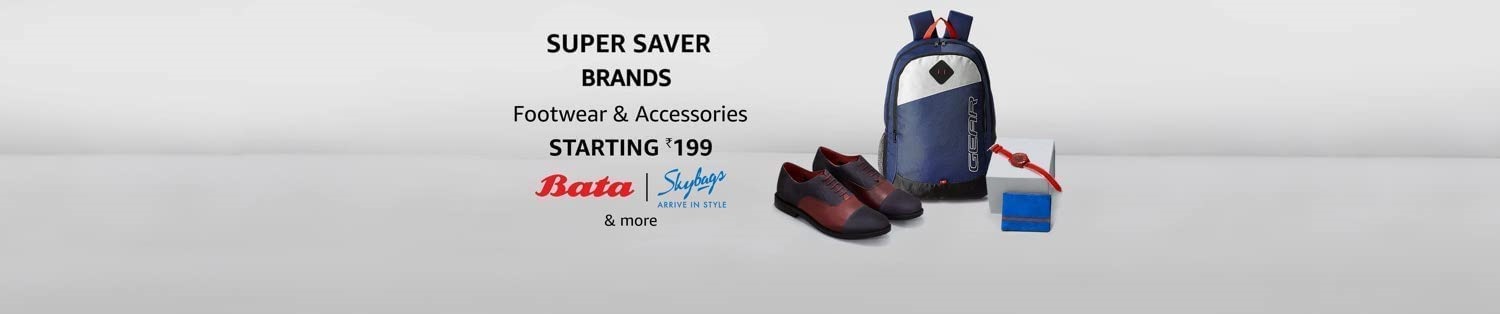 SUPER SAVER
BRANDS
Footwear & Accessories
STARTING ₹199
Bata | Skybags
ARRIVE IN STYLE
& more
GEAR